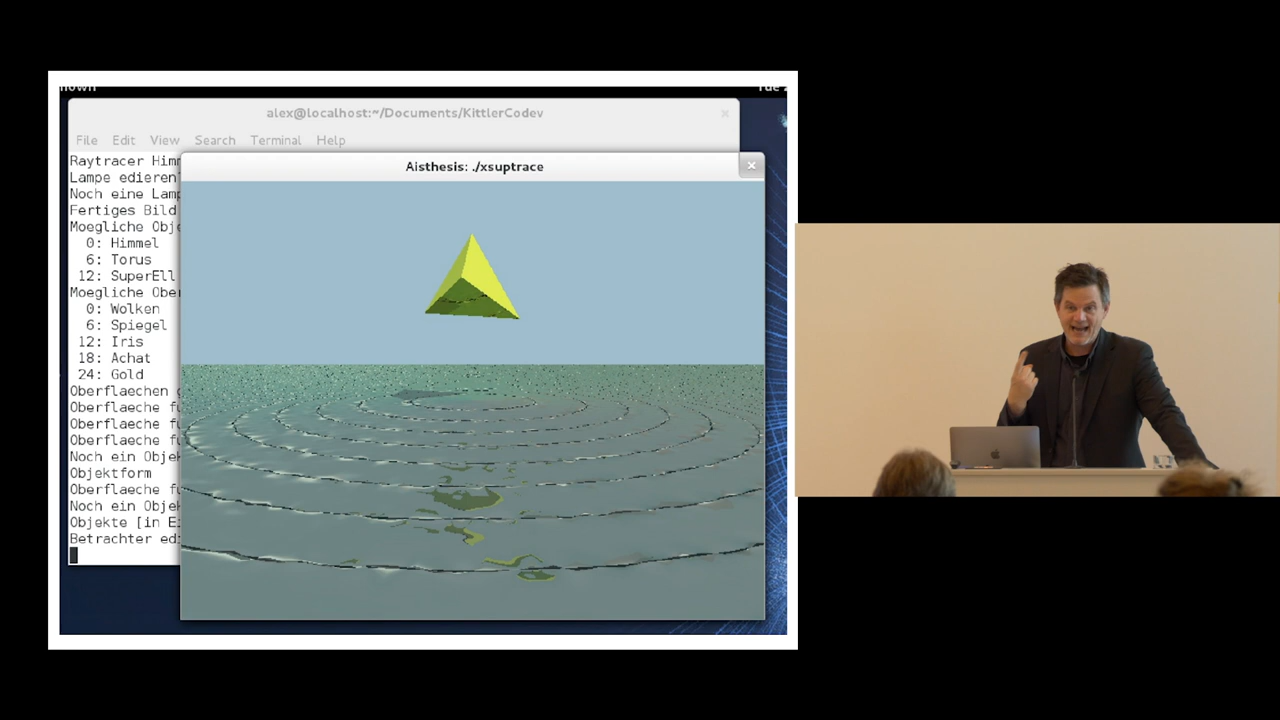 nown Tue 2
alex@localhost:~/Documents/KittlerCodev
File Edit View Search Terminal Help
Aisthesis: ./xsuptrace
Raytracer Himm
Lampe edieren
Noch eine Lamp
Fertiges Bild
Moegliche Obje
0: Himmel
6: Torus
12: SuperEll
Moegliche Ober
0: Wolken
6: Spiegel
12: Iris
18: Achat
24: Gold
Oberflaechen
Oberflaeche fu
Oberflaeche fu
Oberflaeche fu
Noch ein Objek
Objektform
Oberflaeche fu
Noch ein Objek
Objekte [in Ei
Betrachter edi